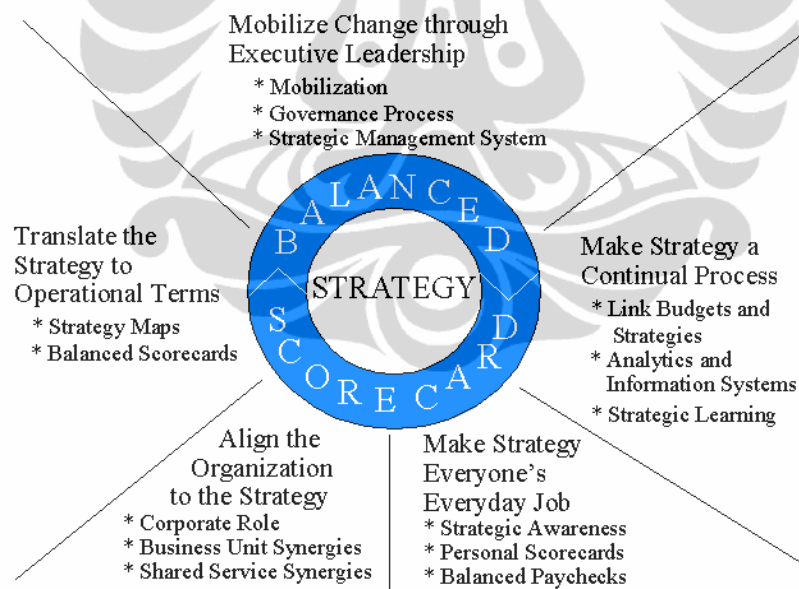 Mobilize Change through
Executive Leadership
* Mobilization
* Governance Process
* Strategic Management System
BALANCED
STRATEGY
SCORECARD
Translate the
Strategy to
Operational Terms
* Strategy Maps
* Balanced Scorecards
Make Strategy a
Continual Process
* Link Budgets and
Strategies
* Analytics and
Information Systems
* Strategic Learning
Align the
Organization
to the Strategy
* Corporate Role
* Business Unit Synergies
* Shared Service Synergies
Make Strategy
Everyone's
Everyday Job
* Strategic Awareness
* Personal Scorecards
* Balanced Paychecks